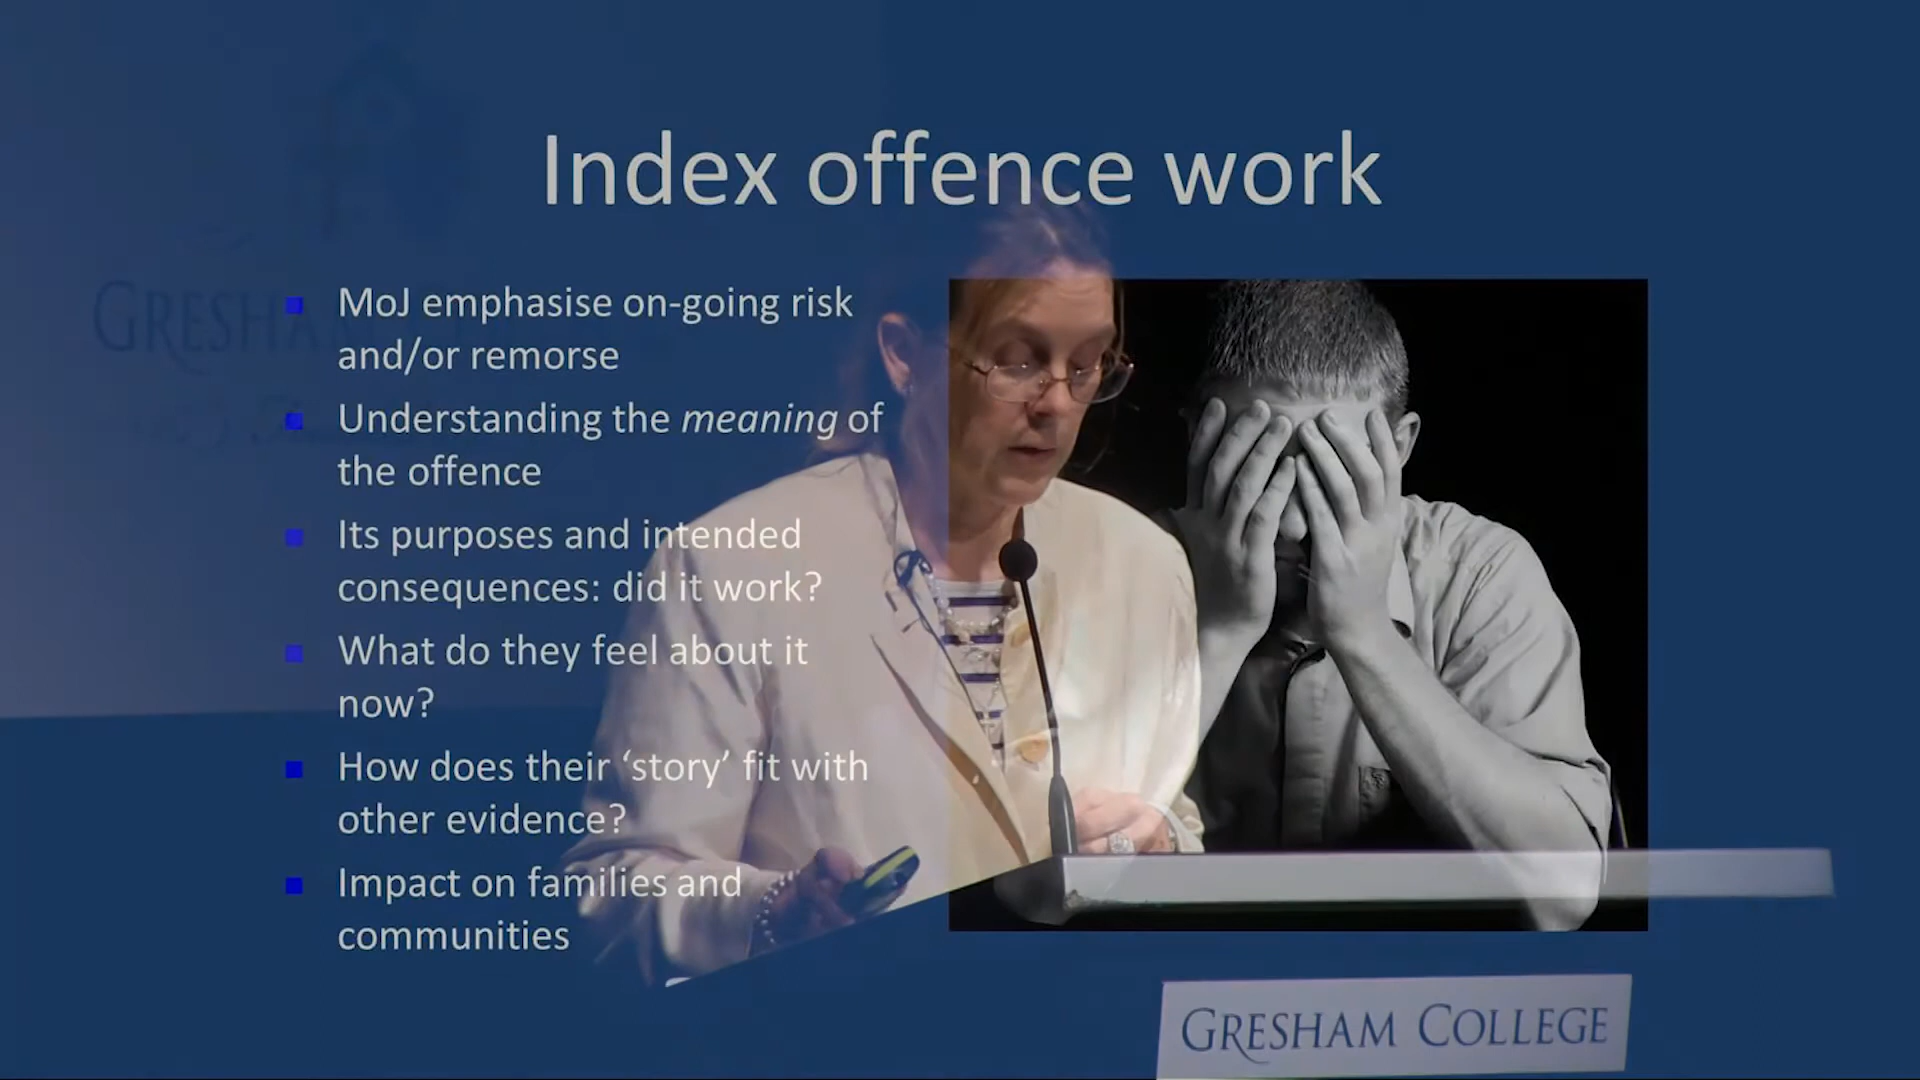 Index offence work
MoJ emphasise on-going risk
and/or remorse
Understanding the meaning of
the offence
Its purposes and intended
consequences: did it work?
What do they feel about it
now?
How does their ‘story’ fit with
other evidence?
Impact on families and
communities
GRESHAM COLLEGE